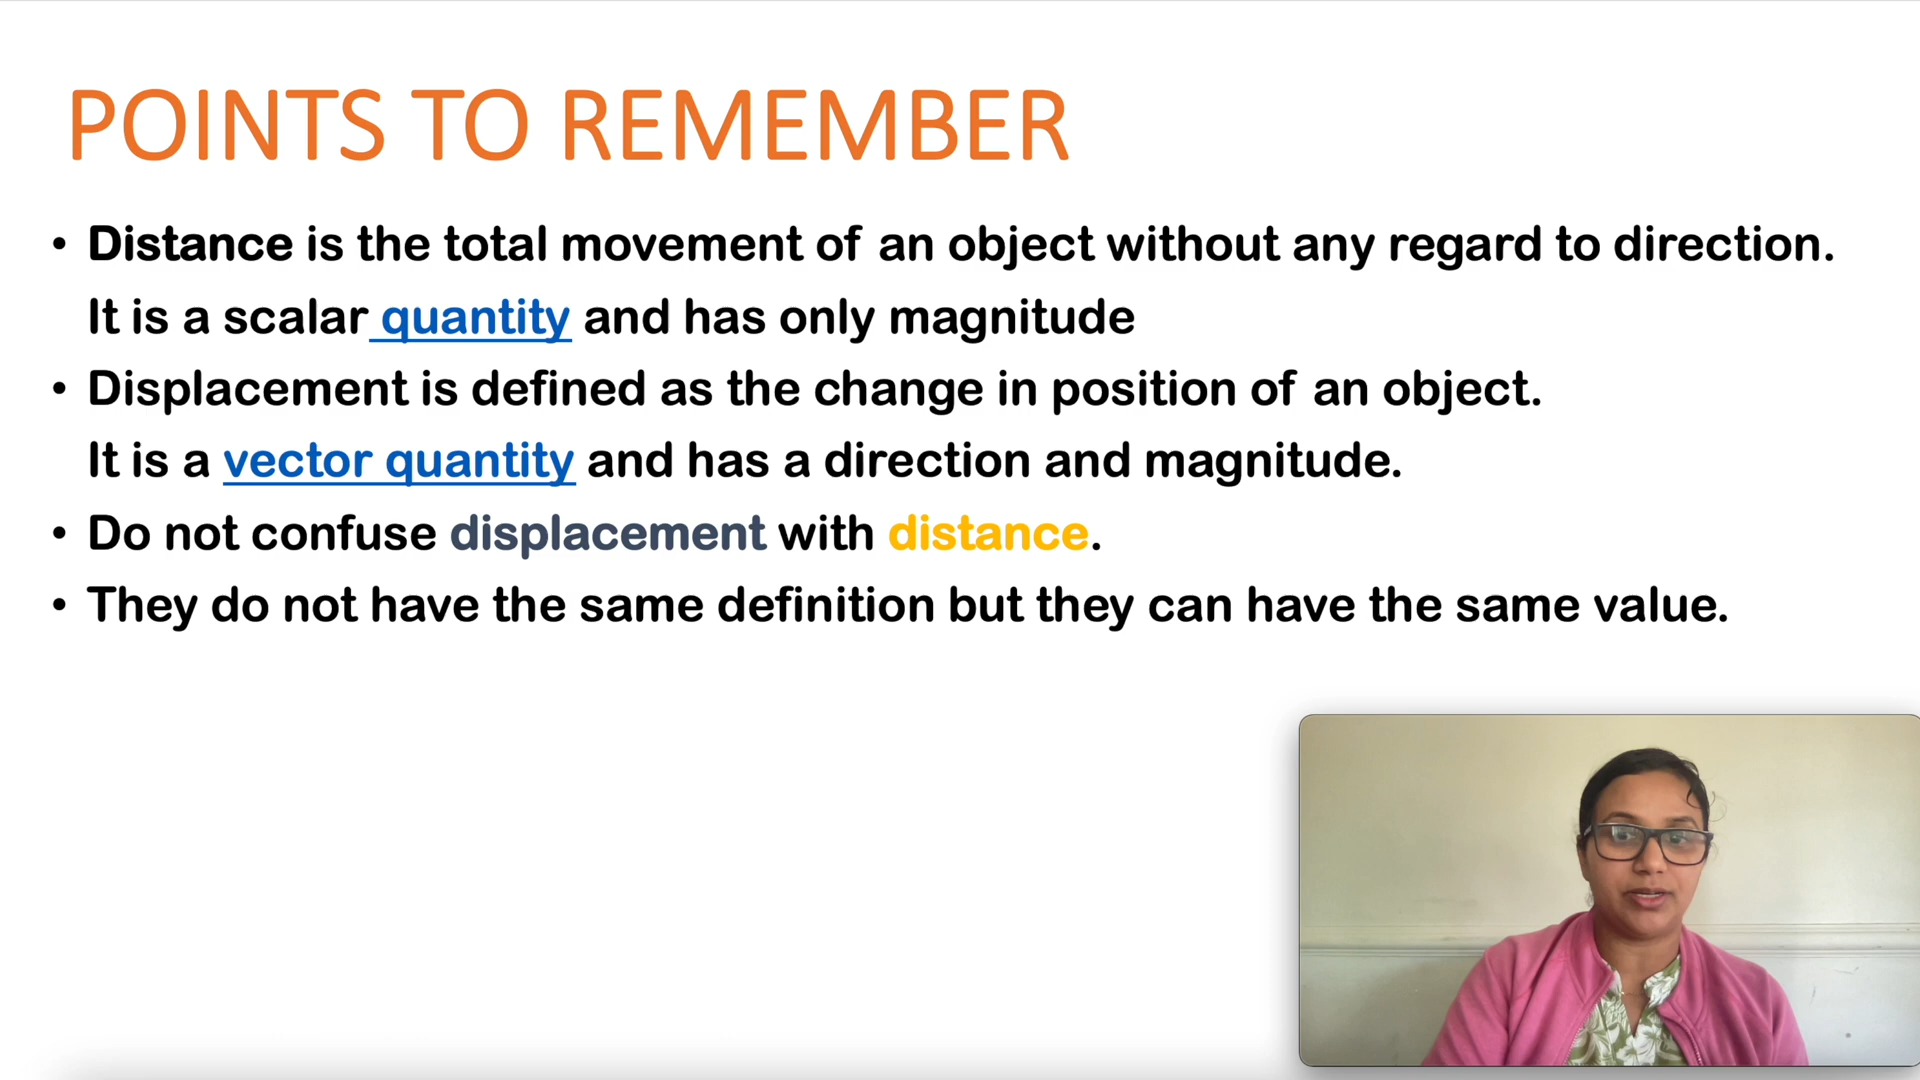 POINTS TO REMEMBER
• Distance is the total movement of an object without any regard to direction.
It is a scalar quantity and has only magnitude
• Displacement is defined as the change in position of an object.
It is a vector quantity and has a direction and magnitude.
• Do not confuse displacement with distance.
• They do not have the same definition but they can have the same value.